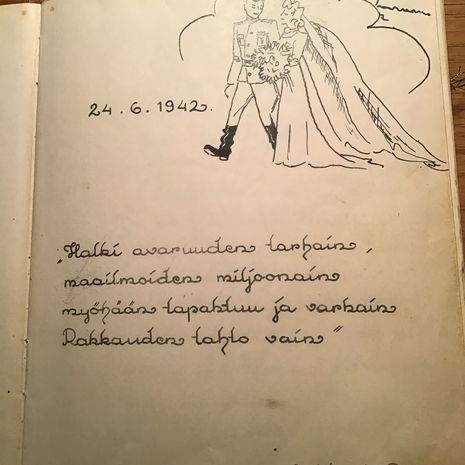 24.6.1942.
„Halki avaruuden tarhain,
maailmoiden miljoonain
myöhään tapahtuu ja varhain
Rakkauden tahto vain”